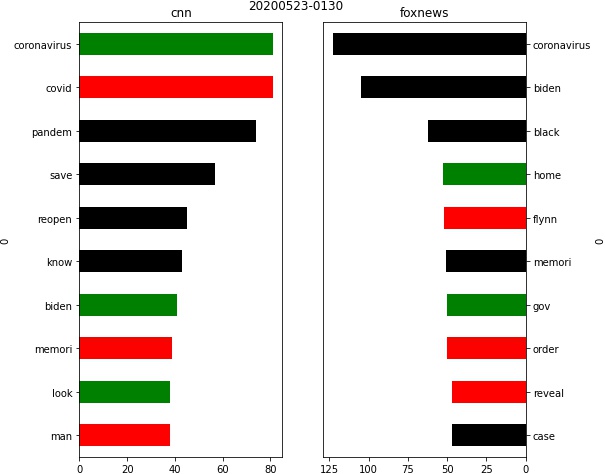 20200523-0130
cnn
foxnews
coronavirus
covid
pandem
save
reopen
know
biden
memori
look
man
0 20 40 60 80
0
coronavirus
biden
black
home
flynn
memori
gov
order
reveal
case
125 100 75 50 25 0
0